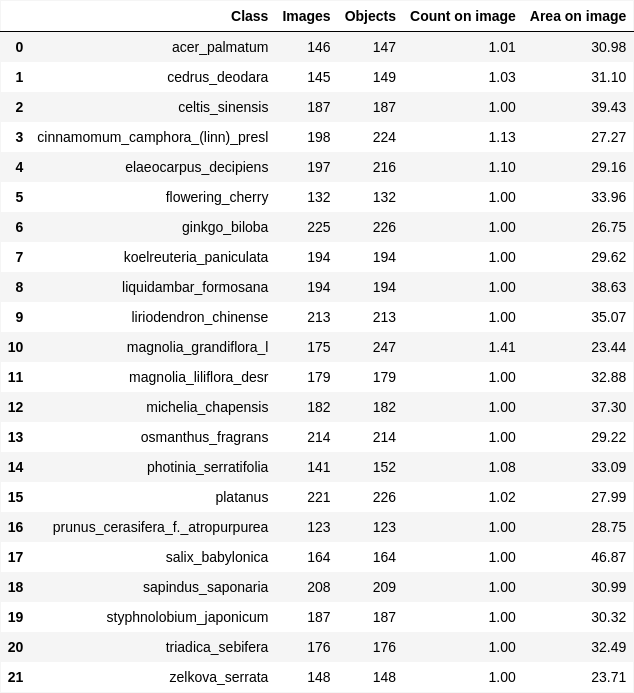 Class Images Objects Count on image Area on image
0 acer_palmatum 146 147 1.01 30.98
1 cedrus_deodara 145 149 1.03 31.10
2 celtis_sinensis 187 187 1.00 39.43
3 cinnamomum_camphora_(linn)_presl 198 224 1.13 27.27
4 elaeocarpus_decipiens 197 216 1.10 29.16
5 flowering_cherry 132 132 1.00 33.96
6 ginkgo_biloba 225 226 1.00 26.75
7 koelreuteria_paniculata 194 194 1.00 29.62
8 liquidambar_formosana 194 194 1.00 38.63
9 liriodendron_chinense 213 213 1.00 35.07
10 magnolia_grandiflora_l 175 247 1.41 23.44
11 magnolia_liliflora_desr 179 179 1.00 32.88
12 michelia_chapensis 182 182 1.00 37.30
13 osmanthus_fragrans 214 214 1.00 29.22
14 photinia_serratifolia 141 152 1.08 33.09
15 platanus 221 226 1.02 27.99
16 prunus_cerasifera_f._atropurpurea 123 123 1.00 28.75
17 salix_babylonica 164 164 1.00 46.87
18 sapindus_saponaria 208 209 1.00 30.99
19 styphnolobium_japonicum 187 187 1.00 30.32
20 triadica_sebifera 176 176 1.00 32.49
21 zelkova_serrata 148 148 1.00 23.71